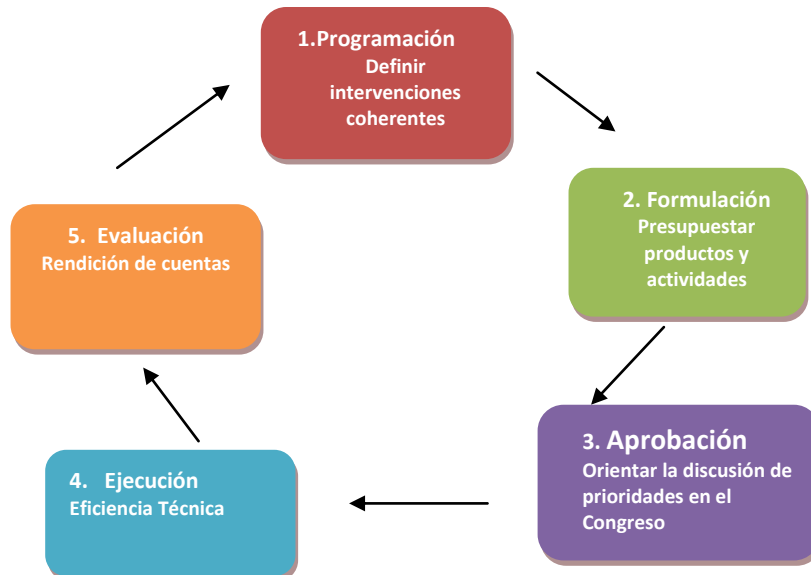 1.Programación
Definir
intervenciones
coherentes
2. Formulación
Presupuestar
productos y
actividades
3. Aprobación
Orientar la discusión de
prioridades en el
Congreso
4. Ejecución
Eficiencia Técnica
5. Evaluación
Rendición de cuentas